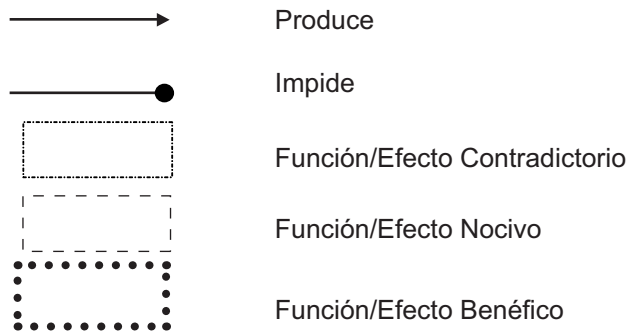 Produce
Impide
Función/Efecto Contradictorio
Función/Efecto Nocivo
Función/Efecto Benéfico